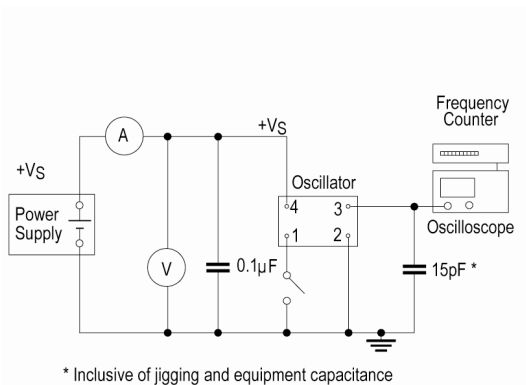 Frequency
Counter
A
+VS
+VS
Oscillator
4
3
Power
Supply
1
2
Oscilloscope
V
0.1µF
15pF *
* Inclusive of jigging and equipment capacitance